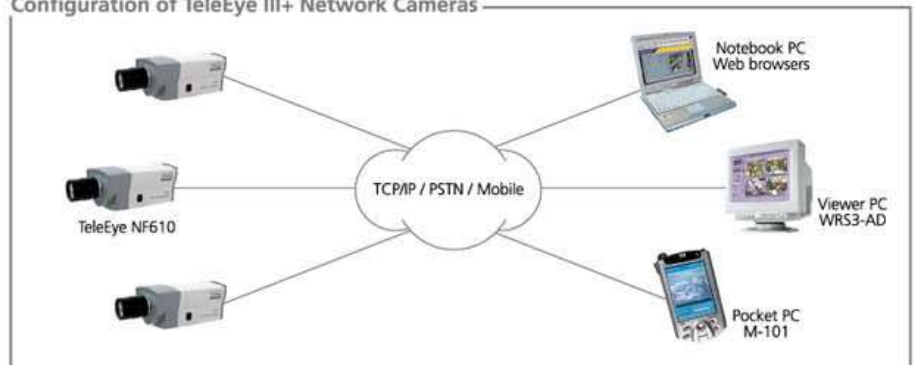 Configuration of TeleEye III+ Network Cameras
Notebook PC
Web browsers
TCP/IP / PSTN / Mobile
TeleEye NF610
Viewer PC
WRS3-AD
Pocket PC
M-101